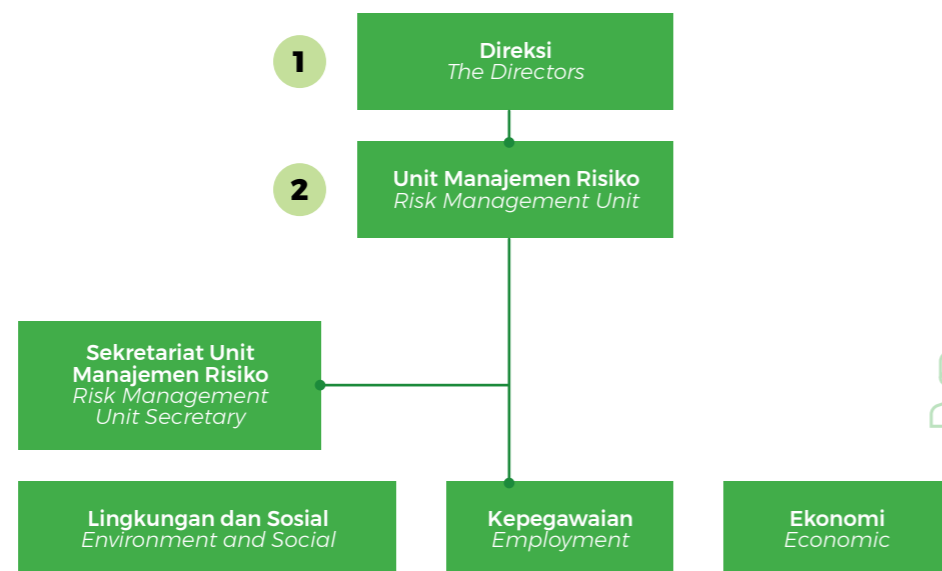 1
Direksi
The Directors
2
Unit Manajemen Risiko
Risk Management Unit
Sekretariat Unit
Manajemen Risiko
Risk Management
Unit Secretary
Lingkungan dan Sosial
Environment and Social
Kepegawaian
Employment
Ekonomi
Economic